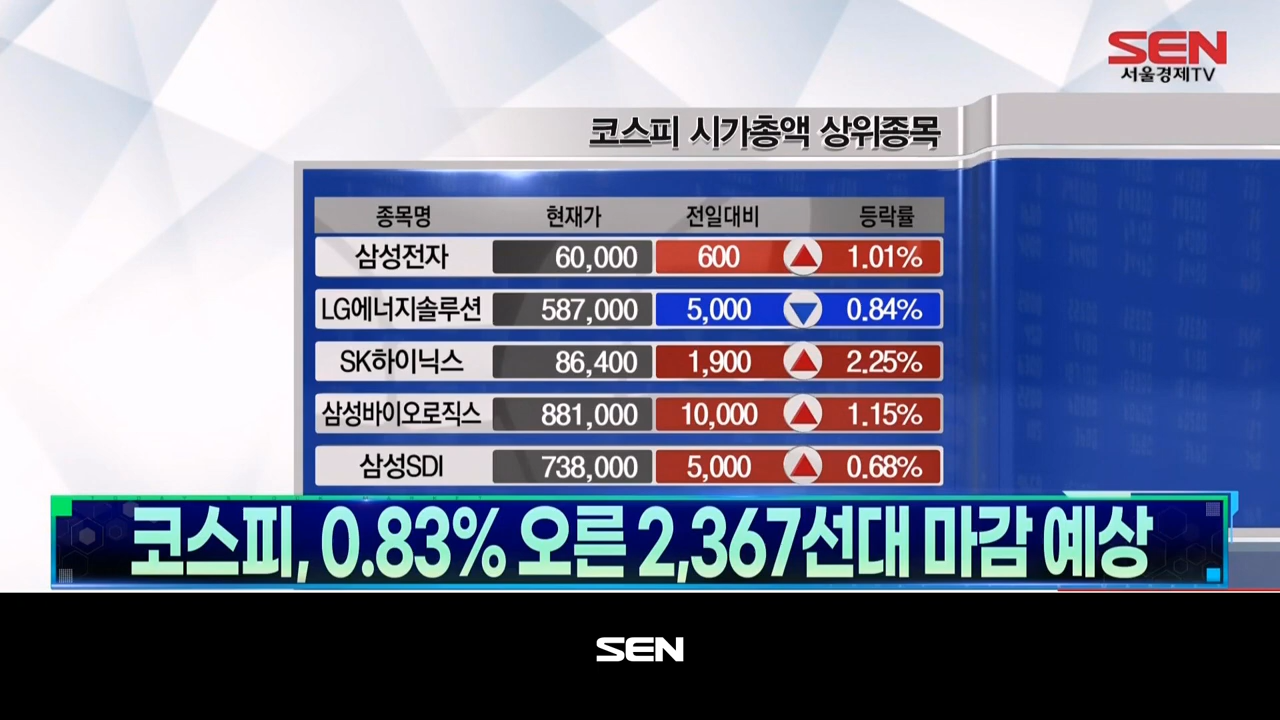 SEN
서울경제TV
코스피 시가총액 상위종목
종목명 현재가 전일대비 등락률
삼성전자 60,000 600 ▲ 1.01%
LG에너지솔루션 587,000 5,000 ▼ 0.84%
SK하이닉스 86,400 1,900 ▲ 2.25%
삼성바이오로직스 881,000 10,000 ▲ 1.15%
삼성SDI 738,000 5,000 ▲ 0.68%
코스피, 0.83% 오른 2,367선대 마감 예상
SEN